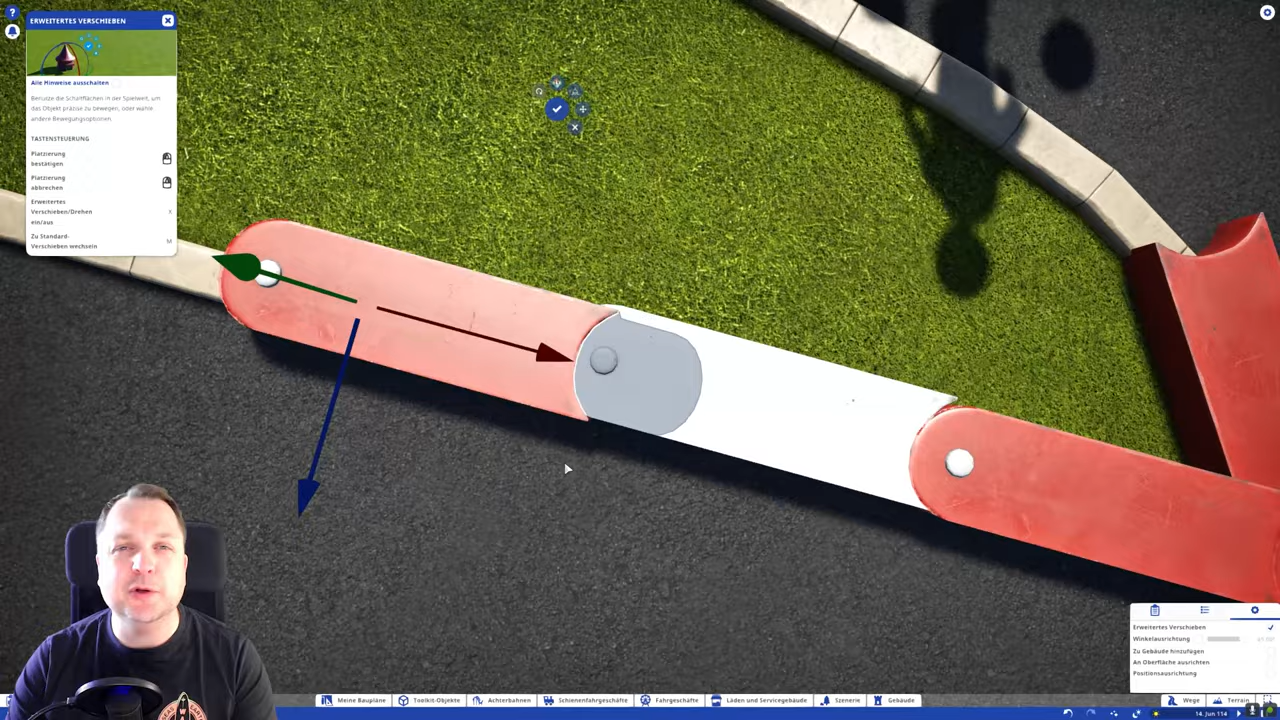 ?
ERWEITERTES VERSCHIEBEN
Alle Hinweise ausschalten
Benutze die Schaltflächen in der Spielwelt, um
das Objekt präzise zu bewegen, oder wähle
andere Bewegungsoptionen.
TASTENSTEUERUNG
Platzierung
bestätigen
Platzierung
abbrechen
Erweitertes
Verschieben/Drehen
ein/aus
X
Zu Standard-
Verschieben wechseln
M
Erweitertes Verschieben
Winkelausrichtung
Zu Gebäude hinzufügen
An Oberfläche ausrichten
Positionsausrichtung
Meine Baupläne
Toolkit-Objekte
Achterbahnen
Schienenfahrgeschäfte
Fahrgeschäfte
Läden und Servicegebäude
Szenerie
Gebäude
Wege
Terrain
14. Jun 114